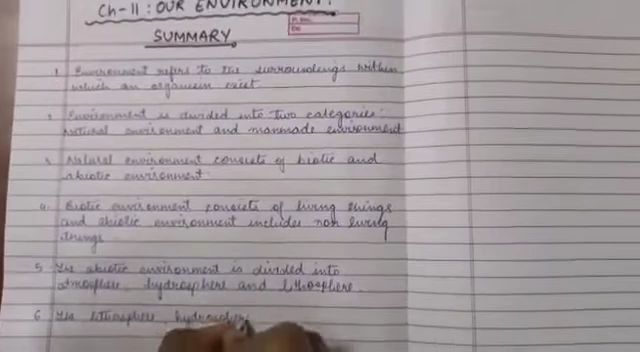 Ch-11: OUR ENVIRONMENT.
SUMMARY.
1. Environment refers to the surroundings within
which an organism exist.
2. Environment is divided into two categories:
natural environment and manmade environment
3. Natural environment consists of biotic and
abiotic environment.
4. Biotic environment consists of living things
and abiotic environment includes non living
things.
5. The abiotic environment is divided into
atmosphere, hydrosphere and lithosphere.
6. The lithosphere, hydrosphere